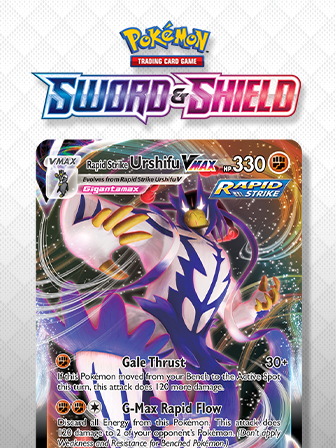 Pokémon
TRADING CARD GAME
SWORD & SHIELD
VMAX
Rapid Strike Urshifu VMAX HP 330
Evolves from Rapid Strike Urshifu V
Gigantamax
RAPID STRIKE
Gale Thrust 30+
If this Pokémon moved from your Bench to the Active Spot
this turn, this attack does 120 more damage.
G-Max Rapid Flow
Discard all Energy from this Pokémon. This attack does
120 damage to 2 of your opponent's Pokémon. (Don't apply
Weakness and Resistance for Benched Pokémon.)